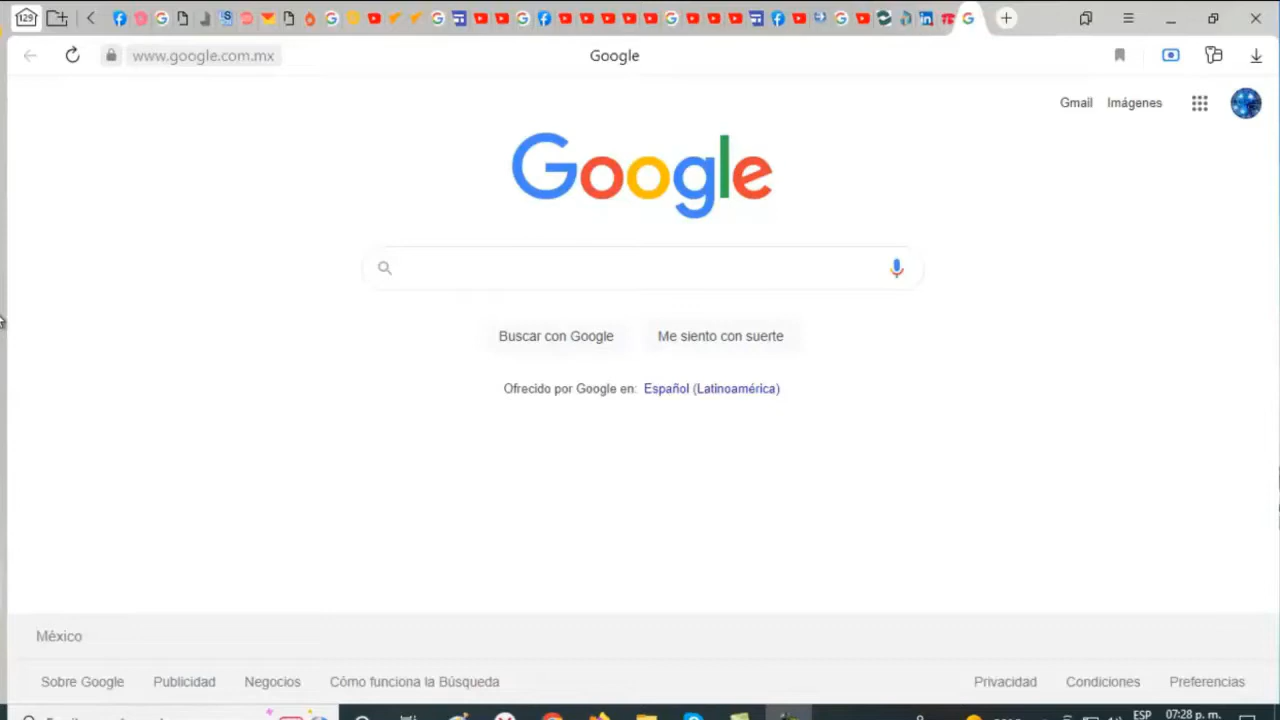 129
www.google.com.mx
Google
Gmail Imágenes
Google
Buscar con Google Me siento con suerte
Ofrecido por Google en: Español (Latinoamérica)
México
Sobre Google Publicidad Negocios Cómo funciona la Búsqueda Privacidad Condiciones Preferencias
ESP 07:28 p. m.